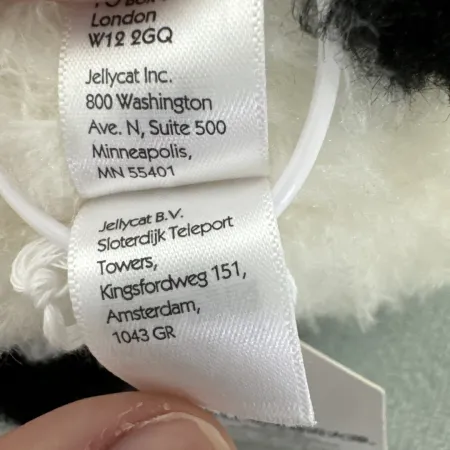 London
W12 2GQ
Jellycat Inc.
800 Washington
Ave. N, Suite 500
Minneapolis,
MN 55401
Jellycat B.V.
Sloterdijk Teleport
Towers,
Kingsfordweg 151,
Amsterdam,
1043 GR